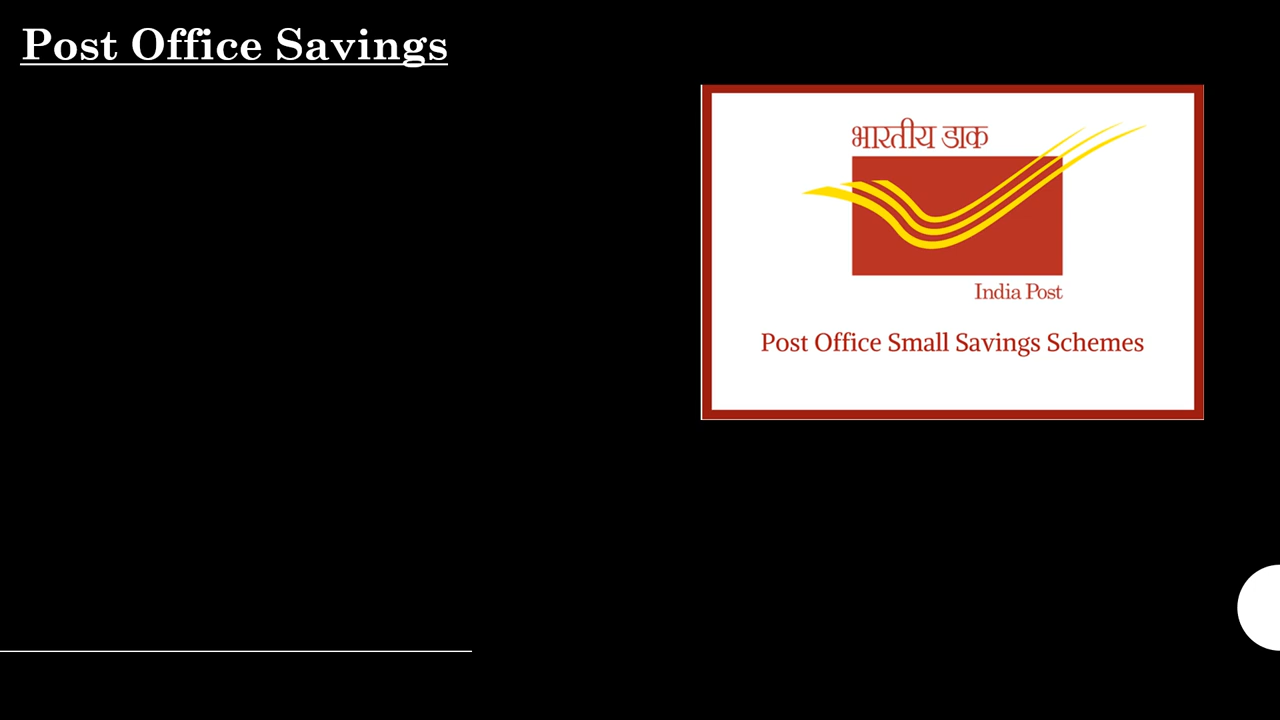 Post Office Savings
भारतीय डाक
India Post
Post Office Small Savings Schemes